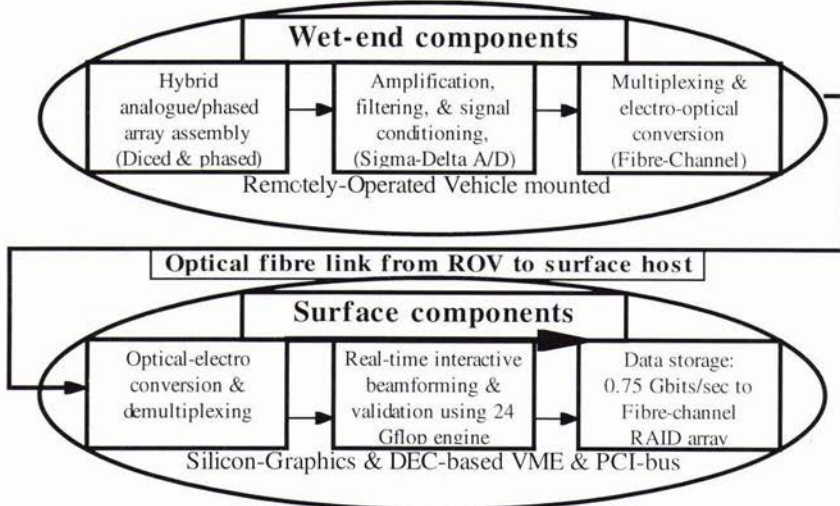 Wet-end components
Hybrid
analogue/phased
array assembly
(Diced & phased)
Amplification,
filtering, & signal
conditioning,
(Sigma-Delta A/D)
Multiplexing &
electro-optical
conversion
(Fibre-Channel)
Remotely-Operated Vehicle mounted
Optical fibre link from ROV to surface host
Surface components
Optical-electro
conversion &
demultiplexing
Real-time interactive
beamforming &
validation using 24
Gflop engine
Data storage:
0.75 Gbits/sec to
Fibre-channel
RAID array
Silicon-Graphics & DEC-based VME & PCI-bus